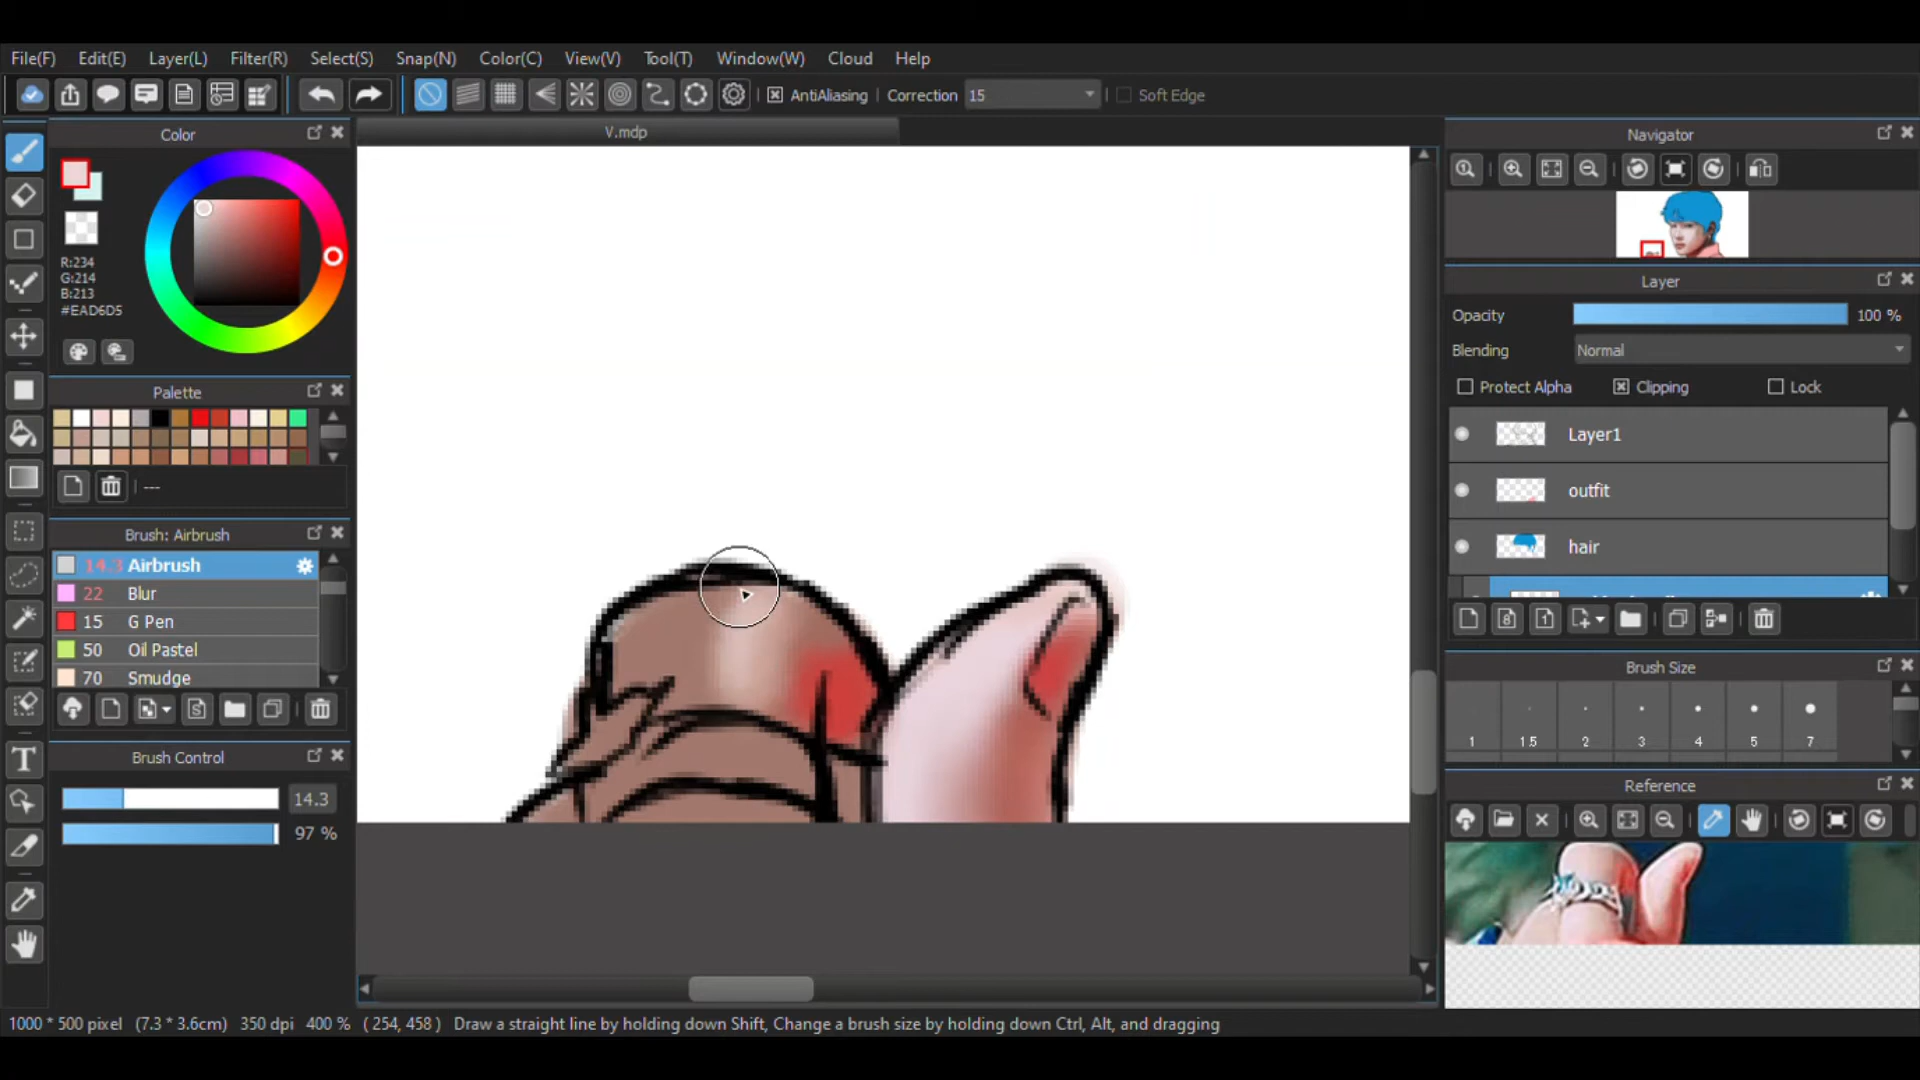 File(F) Edit(E) Layer(L) Filter(R) Select(S) Snap(N) Color(C) View(V) Tool(T) Window(W) Cloud Help
AntiAliasing Correction 15 Soft Edge
Color
R:234
G:214
B:213
#EAD6D5
Palette
---
Brush: Airbrush
14.3 Airbrush
22 Blur
15 G Pen
50 Oil Pastel
70 Smudge
Brush Control
14.3
97 %
V.mdp
Navigator
Layer
Opacity 100 %
Blending Normal
Protect Alpha Clipping Lock
Layer1
outfit
hair
Brush Size
1 1.5 2 3 4 5 7
Reference
1000 * 500 pixel (7.3 * 3.6cm) 350 dpi 400 % ( 254, 458 ) Draw a straight line by holding down Shift, Change a brush size by holding down Ctrl, Alt, and dragging